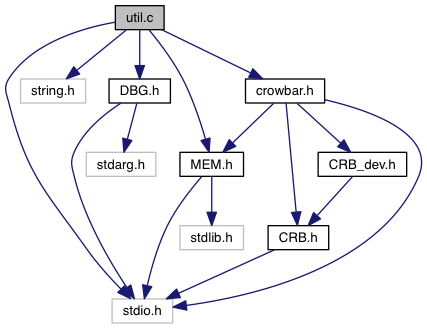 util.c
string.h
DBG.h
crowbar.h
stdarg.h
MEM.h
CRB_dev.h
stdlib.h
CRB.h
stdio.h